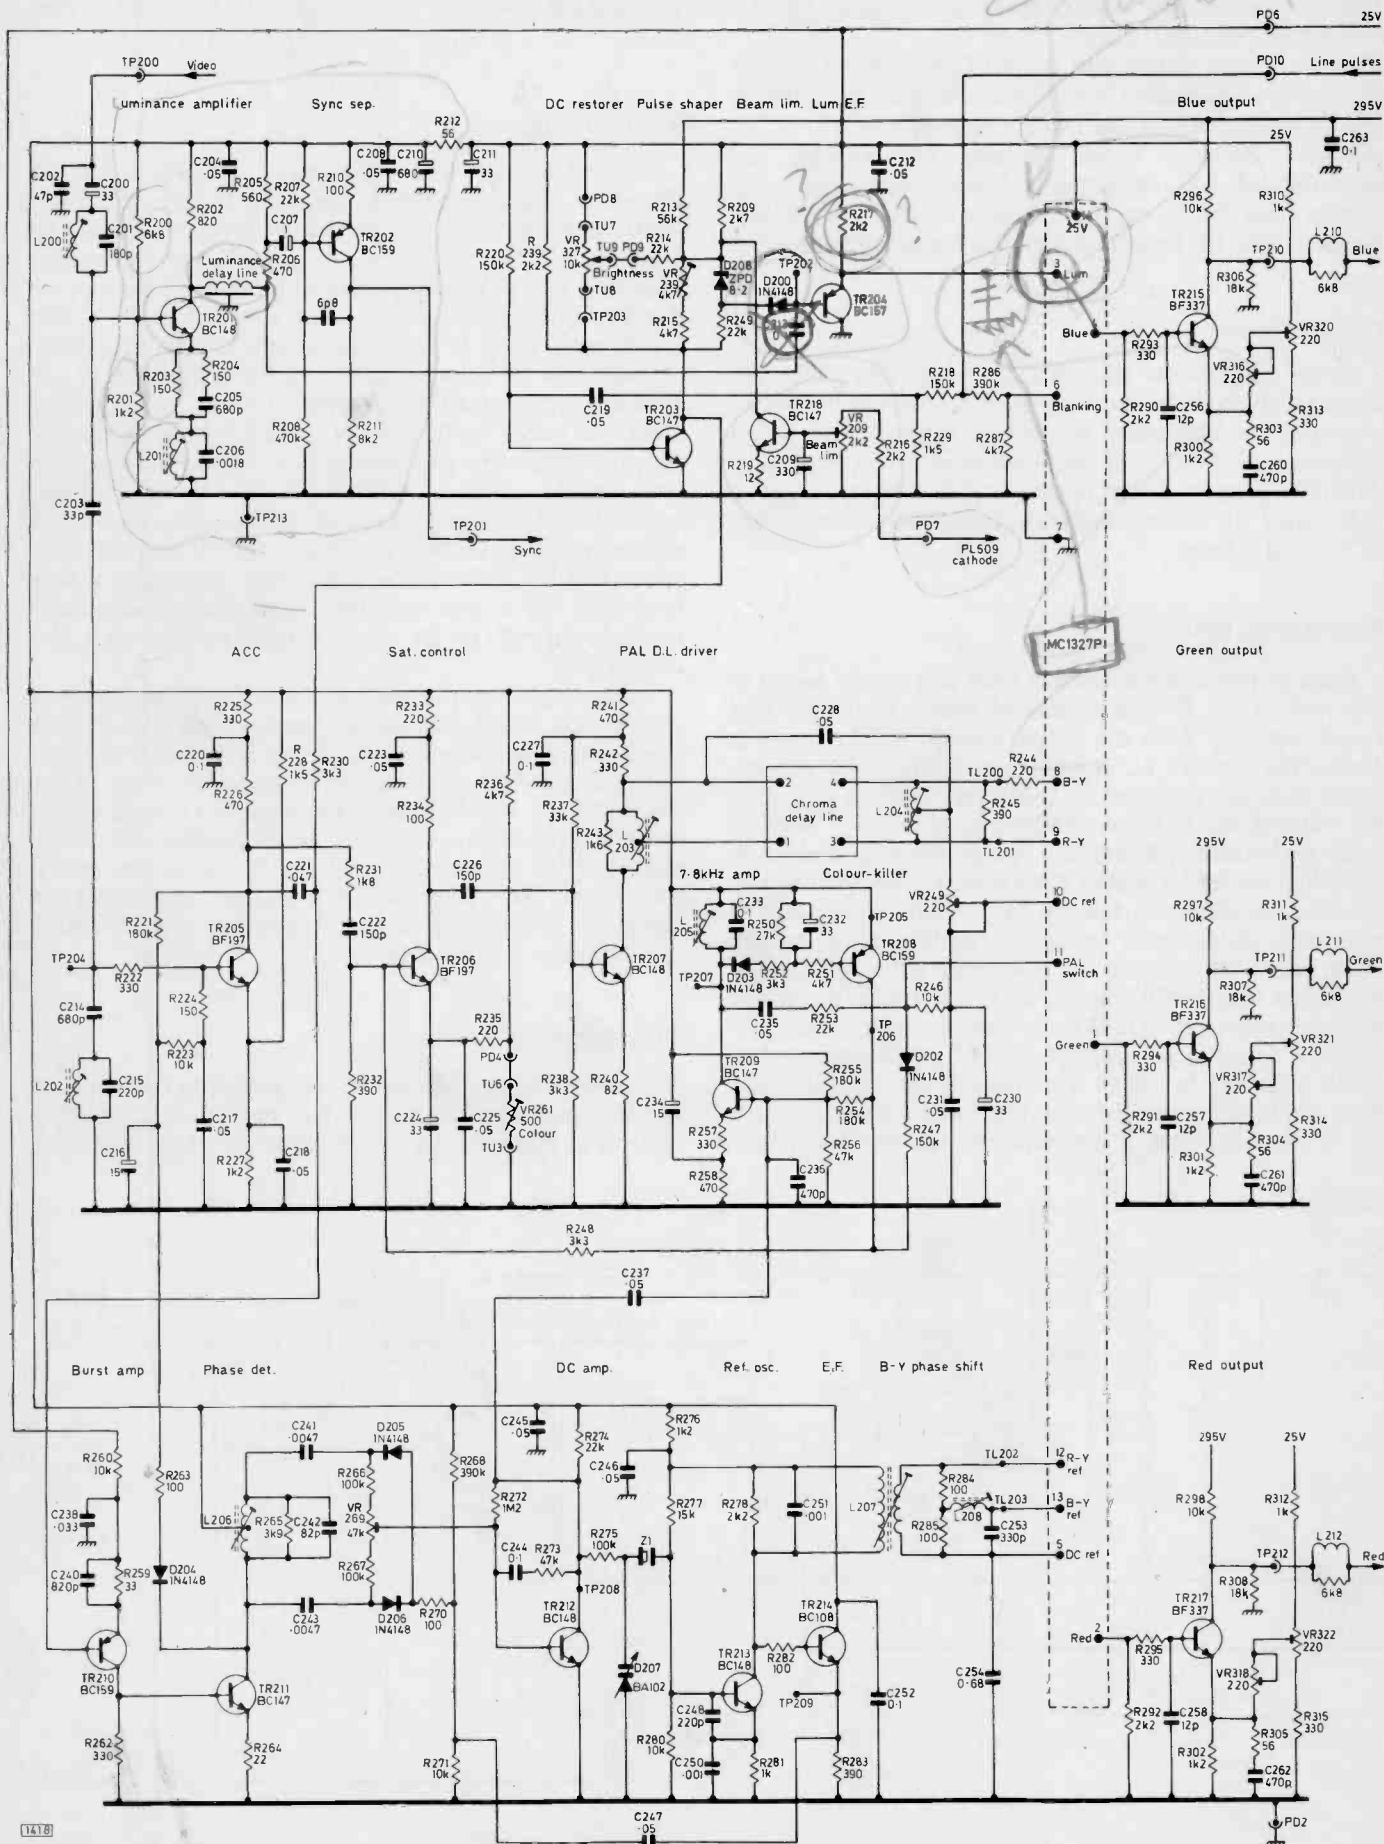 PD6 25V
PD10 Line pulses
TP200 Video
Luminance amplifier Sync sep. DC restorer Pulse shaper Beam lim. Lum E.F. Blue output
295V
25V
C263
0·1
R212
56
C202
47p
C200
33
C201
180p
L200
R200
6k8
R202
820
C204
·05
R205
560
R207
22k
R210
100
C208
·05
C210
680
C211
33
C207
TR202
BC159
R206
470
Luminance
delay line
6p8
TR201
BC148
R203
150
R204
150
C205
680p
R201
1k2
L201
C206
·0018
R208
470k
R211
8k2
C203
33p
TP213
TP201
Sync
R220
150k
R
239
2k2
PD8
TU7
VR
327
10k
TU9 PD9
Brightness
TU8
TP203
R214
22k
R213
56k
R209
2k7
VR
239
4k7
R215
4k7
D208
ZPD
8·2
D200
1N4148
TP202
R249
22k
TR204
BC157
R217
2k2
C212
·05
?
?
C219
·05
TR203
BC147
TR218
BC147
VR
209
2k2
Beam
lim
C209
330
R219
12
R216
2k2
R218
150k
R286
390k
R229
1k5
R287
4k7
PD7
PL509
cathode
14
25V
3
Lum
4
Blue
6
Blanking
7
MC1327P
R293
330
R290
2k2
C256
12p
TR215
BF337
R296
10k
R310
1k
R306
18k
TP210
L210
6k8
Blue
VR316
220
VR320
220
R300
1k2
R303
56
C260
470p
R313
330
ACC Sat. control PAL D.L. driver Green output
R225
330
C220
0·1
R226
470
R
228
1k5
R230
3k3
R233
220
C223
·05
R234
100
R236
4k7
C227
0·1
R237
33k
R241
470
R242
330
R243
1k6
L
203
C228
·05
2 4
Chroma
delay line
1 3
L204
TL200
R244
220
8
B-Y
R245
390
TL201
9
R-Y
C221
·047
R231
1k8
C222
150p
C226
150p
R221
180k
TR205
BF197
TP204
R222
330
R224
150
C214
680p
R223
10k
L202
C215
220p
C216
15
C217
·05
R227
1k2
C218
·05
R232
390
TR206
BF197
R235
220
PD4
TU6
VR261
500
Colour
TU3
C224
33
C225
·05
R238
3k3
R240
82
TR207
BC148
7·8kHz amp Colour-killer
L
205
C233
0·1
R250
27k
C232
33
TP205
TR208
BC159
VR249
220
10
DC ref
TP207
D203
1N4148
R252
3k3
R251
4k7
11
PAL
switch
C235
·05
R253
22k
R246
10k
TP
206
D202
1N4148
TR209
BC147
R255
180k
R254
180k
C234
15
R257
330
R258
470
R256
47k
C236
470p
R247
150k
C231
·05
C230
33
R248
3k3
C237
·05
1
Green
R294
330
R291
2k2
C257
12p
TR216
BF337
295V
25V
R297
10k
R311
1k
R307
18k
TP211
L211
6k8
Green
VR317
220
VR321
220
R301
1k2
R304
56
C261
470p
R314
330
Burst amp Phase det. DC amp. Ref. osc. E.F. B-Y phase shift Red output
R260
10k
C238
·033
C240
820p
R259
33
TR210
BC159
R262
330
R263
100
D204
1N4148
L206
R265
3k9
C242
82p
C241
·0047
D205
1N4148
R266
100k
VR
269
47k
R267
100k
C243
·0047
D206
1N4148
R270
100
TR211
BC147
R264
22
R268
390k
R271
10k
R272
1M2
C244
0·1
R273
47k
C245
·05
R274
22k
R275
100k
Z1
TP208
TR212
BC148
D207
BA102
C246
·05
R276
1k2
R277
15k
R278
2k2
C251
·001
L207
TR213
BC148
R282
100
TR214
BC108
TP209
C248
220p
R280
10k
C250
·001
R281
1k
R283
390
C252
0·1
C254
0·68
R284
100
R285
100
L208
C253
330p
TL202
TL203
12
R-Y
ref
13
B-Y
ref
5
DC ref
C247
·05
2
Red
R295
330
R292
2k2
C258
12p
TR217
BF337
295V
25V
R298
10k
R312
1k
R308
18k
TP212
L212
6k8
Red
VR318
220
VR322
220
R302
1k2
R305
56
C262
470p
R315
330
PD2
1418